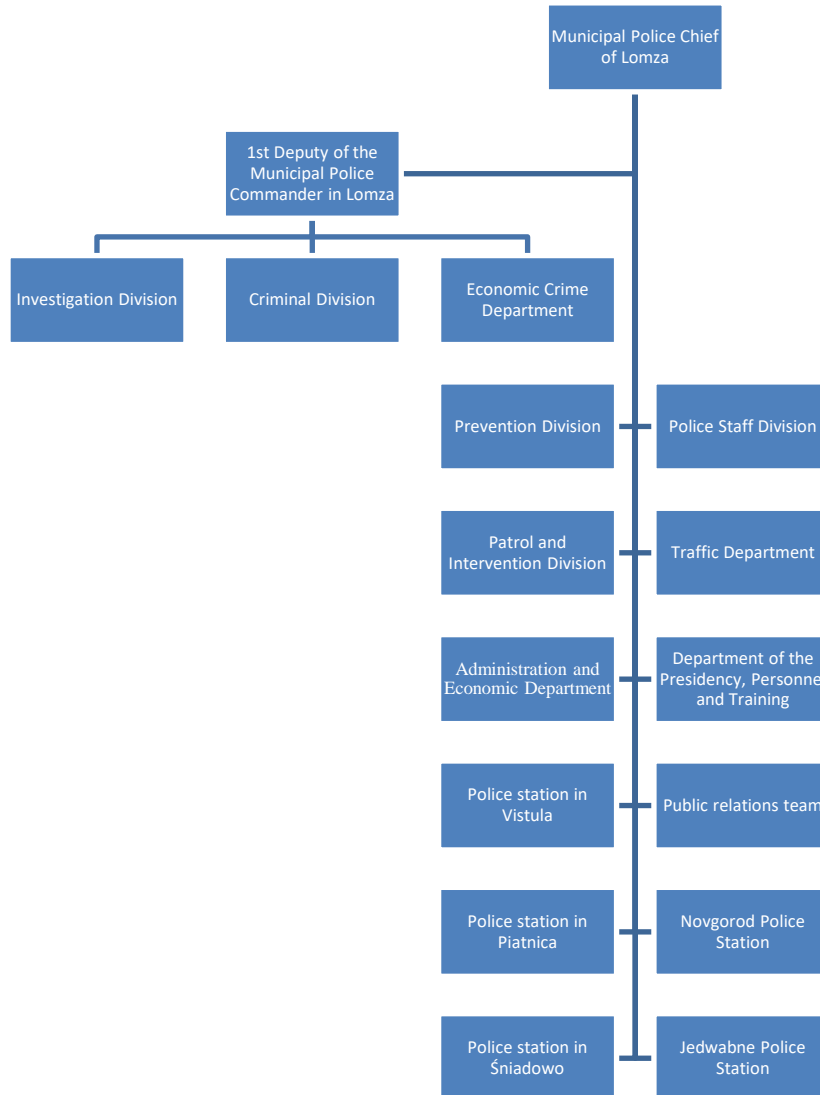 Municipal Police Chief
of Lomza
1st Deputy of the
Municipal Police
Commander in Lomza
Investigation Division
Criminal Division
Economic Crime
Department
Prevention Division
Police Staff Division
Patrol and
Intervention Division
Traffic Department
Administration and
Economic Department
Department of the
Presidency, Personne
and Training
Police station in
Vistula
Public relations team
Police station in
Piatnica
Novgorod Police
Station
Police station in
Śniadowo
Jedwabne Police
Station